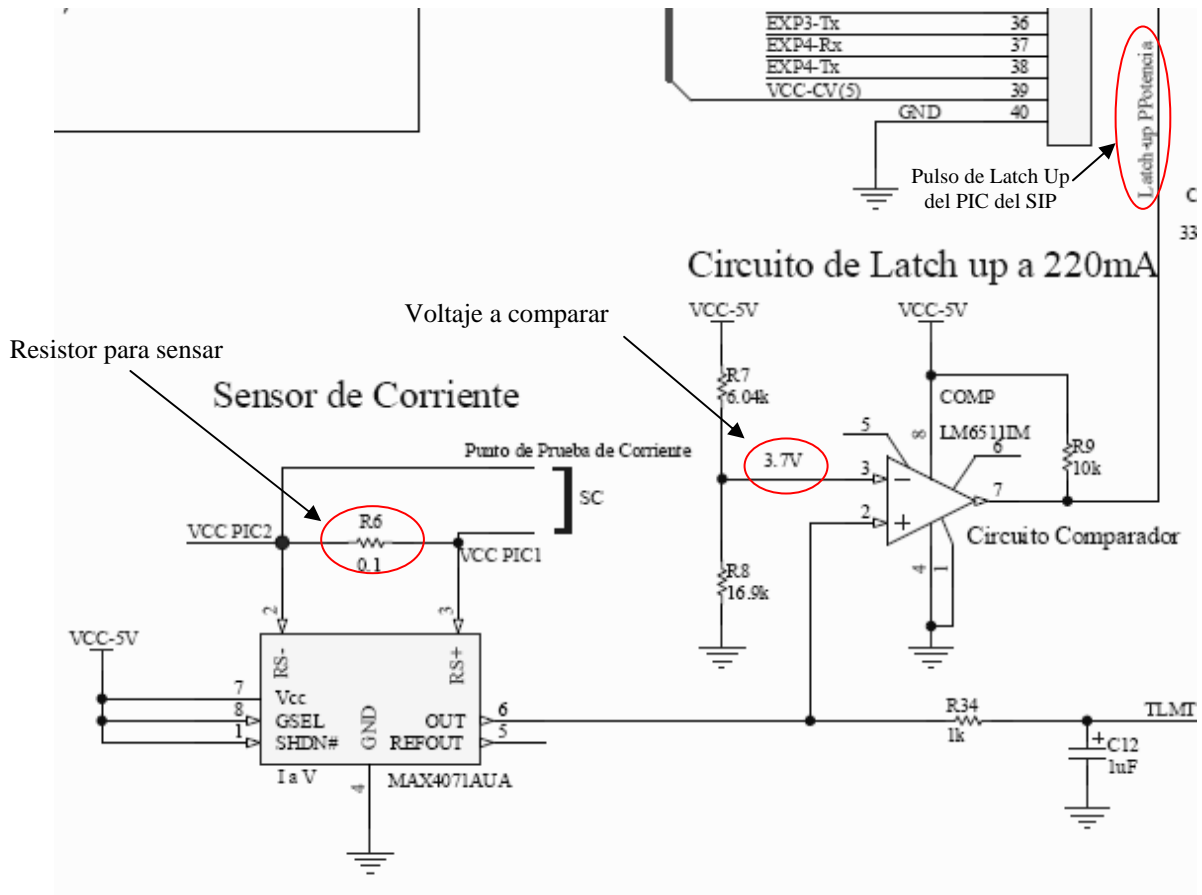 EXP3-Tx 36
EXP4-Rx 37
EXP4-Tx 38
VCC-CV(5) 39
GND 40
Latch-up PPotencia
Pulso de Latch Up
del PIC del SIP
C
33
Circuito de Latch up a 220mA
Voltaje a comparar
VCC-5V
VCC-5V
Resistor para sensar
R7
6.04k
Sensor de Corriente
COMP
LM6511IM
5
8
6
R9
10k
Punto de Prueba de Corriente
3.7V
3
7
SC
2
R6
VCC PIC2
0.1
VCC PIC1
Circuito Comparador
R8
16.9k
4
1
2
3
VCC-5V
RS-
RS+
7
Vcc
8
GSEL
GND
OUT
6
1
SHDN#
REFOUT
5
I a V
4
MAX4071AUA
R34
1k
TLMT
+
C12
1uF